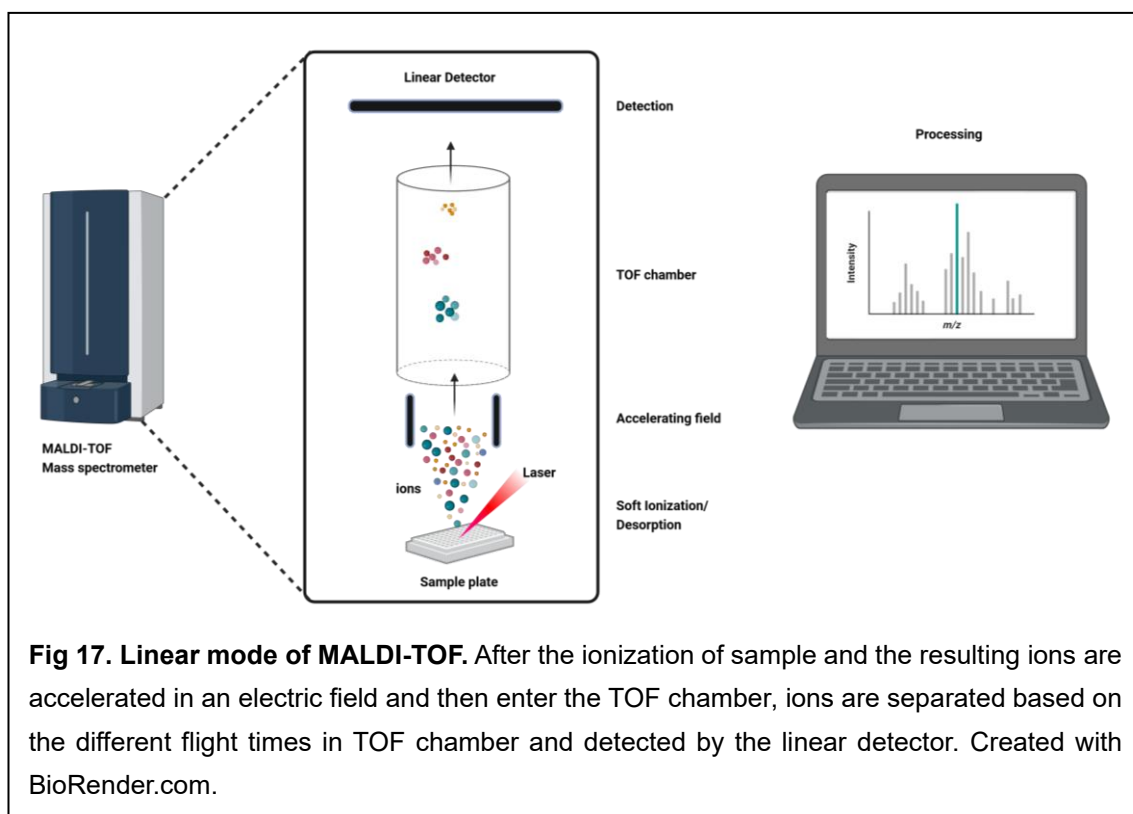 Linear Detector
Detection
Processing
Intensity
m/z
TOF chamber
Accelerating field
MALDI-TOF
Mass spectrometer
ions
Laser
Soft Ionization/
Desorption
Sample plate
Fig 17. Linear mode of MALDI-TOF. After the ionization of sample and the resulting ions are
accelerated in an electric field and then enter the TOF chamber, ions are separated based on
the different flight times in TOF chamber and detected by the linear detector. Created with
BioRender.com.